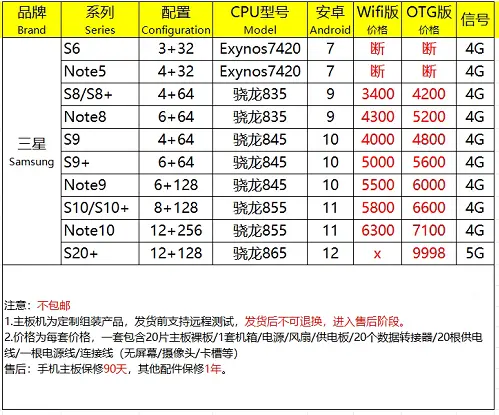 品牌 系列 配置 CPU型号 安卓 Wifi版 OTG版 信号
Brand Series Configuration Model Android 价格 价格
S6 3+32 Exynos7420 7 断 断 4G
Note5 4+32 Exynos7420 7 断 断 4G
S8/S8+ 4+64 骁龙835 9 3400 4200 4G
Note8 6+64 骁龙835 9 4300 5200 4G
三星 S9 4+64 骁龙845 10 4000 4800 4G
Samsung S9+ 6+64 骁龙845 10 5000 5600 4G
Note9 6+128 骁龙845 10 5500 6000 4G
S10/S10+ 8+128 骁龙855 11 5800 6600 4G
Note10 12+256 骁龙855 11 6300 7100 4G
S20+ 12+128 骁龙865 12 x 9998 5G
注意：不包邮
1.主板机为定制组装产品，发货前支持远程测试，发货后不可退换，进入售后阶段。
2.价格为每套价格，一套包含20片主板裸板/1套机箱/电源/风扇/供电板/20个数据转接器/20根供电
线/一根电源线/连接线（无屏幕/摄像头/卡槽等）
售后：手机主板保修90天，其他配件保修1年。